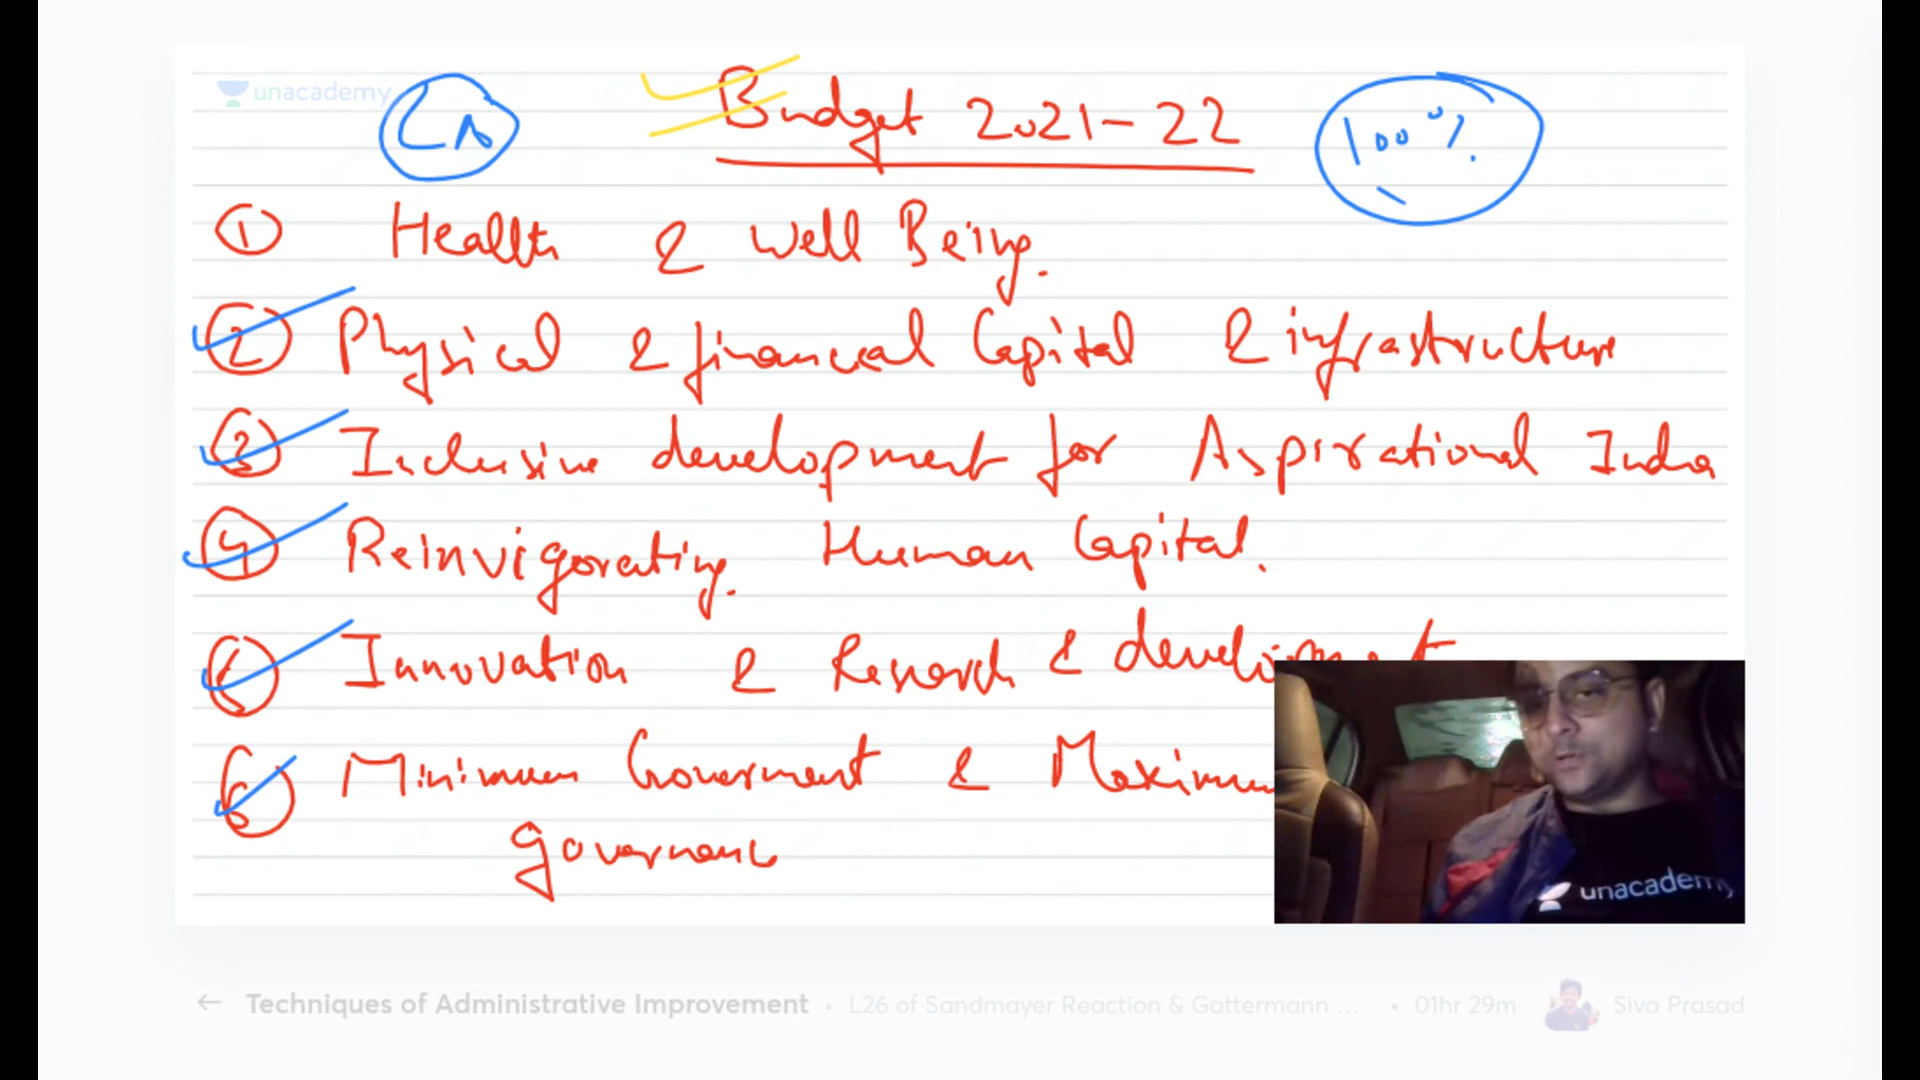 unacademy
CA
Budget 2021-22
100%
① Health & Well Being.
② Physical & financial Capital & infrastructure
③ Inclusive development for Aspirational India
④ Reinvigorating Human Capital.
⑤ Innovation & Research & development
⑥ Minimum Government & Maximum
governance
unacademy
← Techniques of Administrative Improvement • L26 of Sandmayer Reaction & Gattermann ... • 01hr 29m Siva Prasad